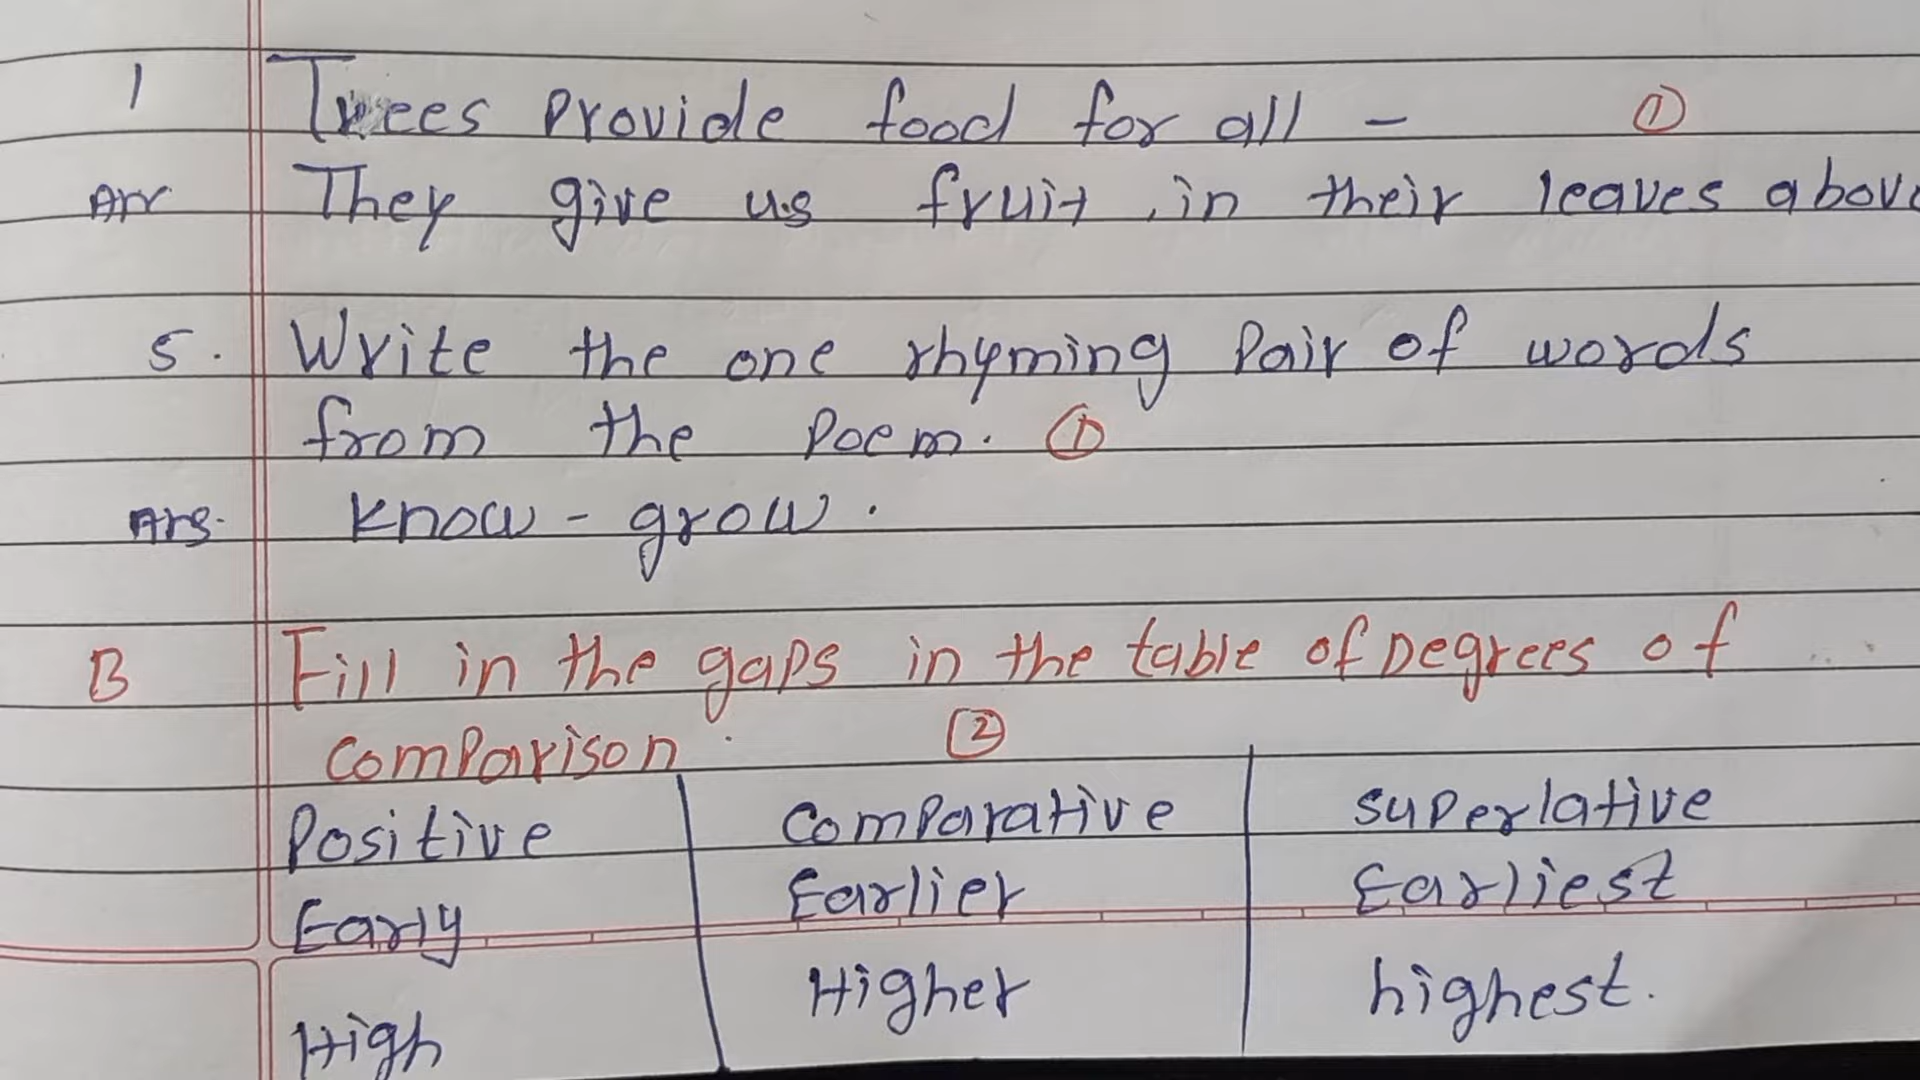 1 Trees Provide food for all - ①
Ans They give us fruit, in their leaves above
5. Write the one rhyming Pair of words
from the Poem. ①
Ans. know - grow.
B Fill in the gaps in the table of Degrees of
comparison. ②
Positive Comparative Superlative
Early Earlier Earliest
High Higher highest.